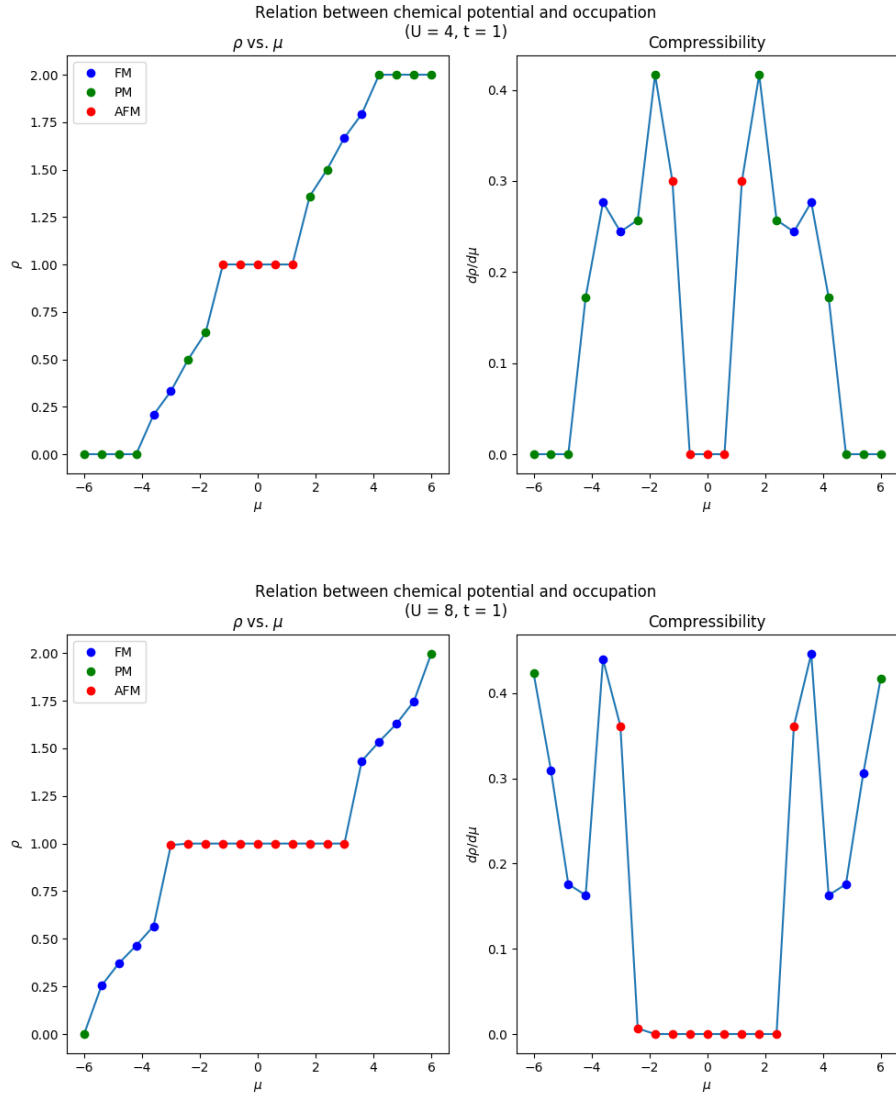 Relation between chemical potential and occupation
(U = 4, t = 1)
ρ vs. μ
Compressibility
FM
PM
AFM
2.00
1.75
1.50
1.25
1.00
0.75
0.50
0.25
0.00
ρ
−6 −4 −2 0 2 4 6
μ
0.4
0.3
0.2
0.1
0.0
dρ/dμ
−6 −4 −2 0 2 4 6
μ
Relation between chemical potential and occupation
(U = 8, t = 1)
ρ vs. μ
Compressibility
FM
PM
AFM
2.00
1.75
1.50
1.25
1.00
0.75
0.50
0.25
0.00
ρ
−6 −4 −2 0 2 4 6
μ
0.4
0.3
0.2
0.1
0.0
dρ/dμ
−6 −4 −2 0 2 4 6
μ